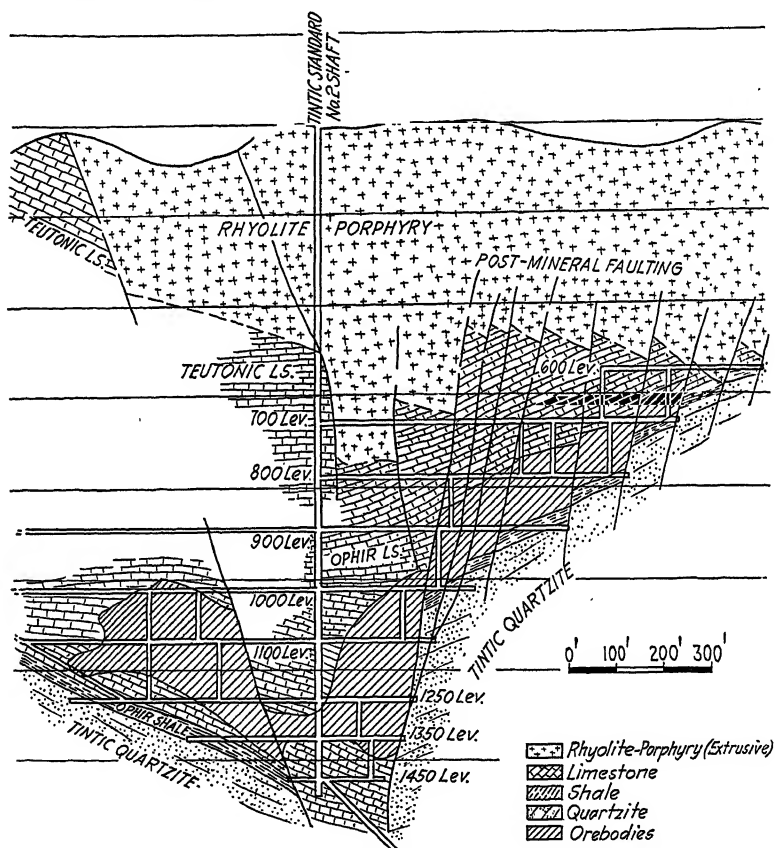 TINTIC STANDARD
No.2 SHAFT
TEUTONIC LS.
RHYOLITE PORPHYRY
POST-MINERAL FAULTING
TEUTONIC LS.
600 Lev.
700 Lev.
800 Lev.
900 Lev.
OPHIR LS.
1000 Lev.
1100 Lev.
TINTIC QUARTZITE
0' 100' 200' 300'
1250 Lev.
OPHIR SHALE
1350 Lev.
TINTIC QUARTZITE
1450 Lev.
Rhyolite-Porphyry (Extrusive)
Limestone
Shale
Quartzite
Orebodies